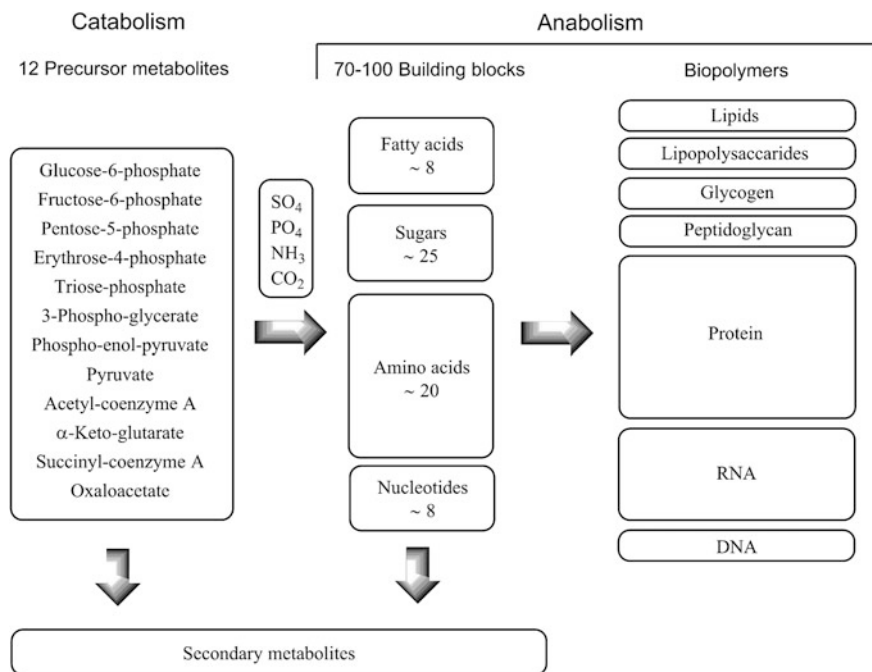 Catabolism
Anabolism
12 Precursor metabolites
70-100 Building blocks
Biopolymers
Glucose-6-phosphate
Fructose-6-phosphate
Pentose-5-phosphate
Erythrose-4-phosphate
Triose-phosphate
3-Phospho-glycerate
Phospho-enol-pyruvate
Pyruvate
Acetyl-coenzyme A
α-Keto-glutarate
Succinyl-coenzyme A
Oxaloacetate
SO₄
PO₄
NH₃
CO₂
Fatty acids
~ 8
Sugars
~ 25
Amino acids
~ 20
Nucleotides
~ 8
Lipids
Lipopolysaccarides
Glycogen
Peptidoglycan
Protein
RNA
DNA
Secondary metabolites